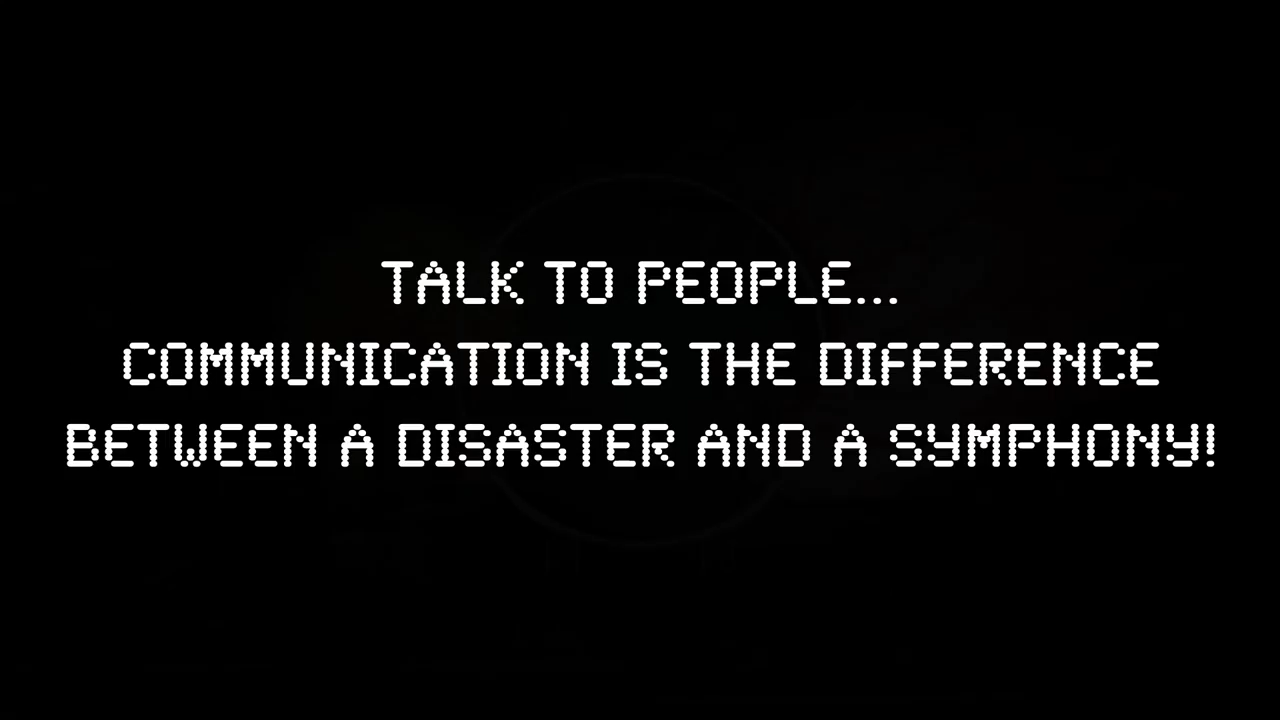 TALK TO PEOPLE...
COMMUNICATION IS THE DIFFERENCE
BETWEEN A DISASTER AND A SYMPHONY!